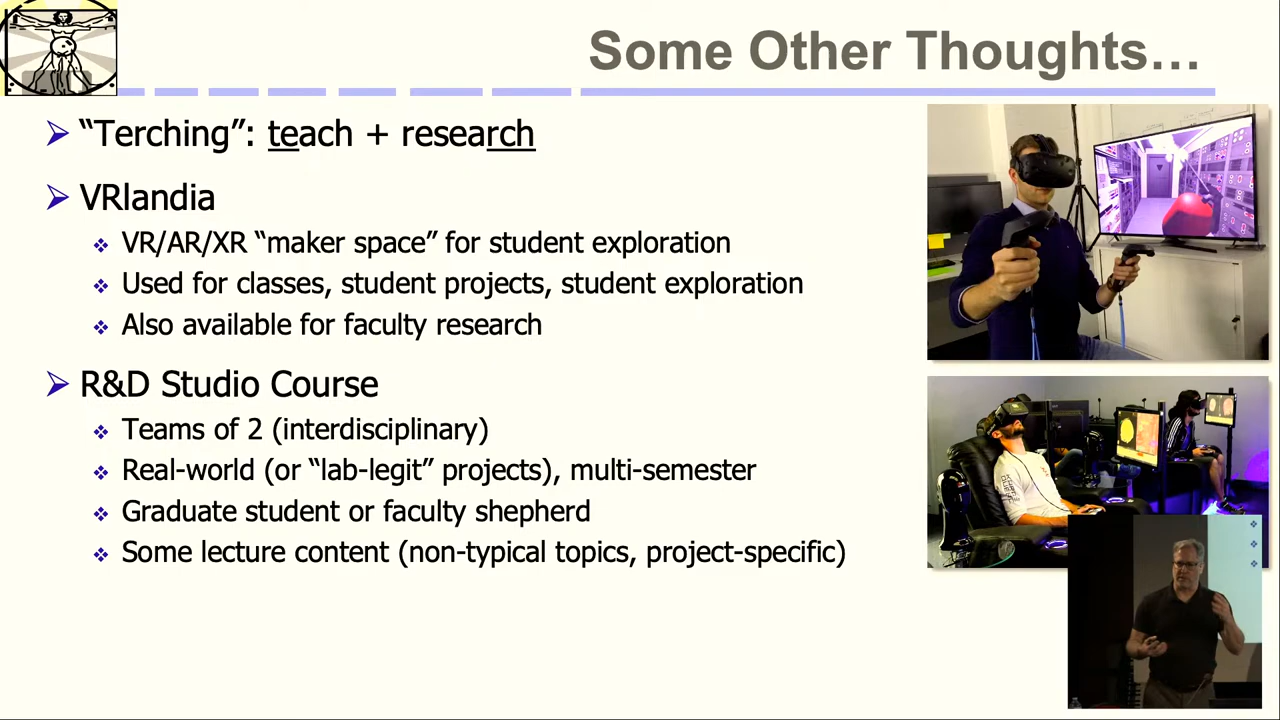 Some Other Thoughts…
“Terching”: teach + research
VRlandia
VR/AR/XR “maker space” for student exploration
Used for classes, student projects, student exploration
Also available for faculty research
R&D Studio Course
Teams of 2 (interdisciplinary)
Real-world (or “lab-legit” projects), multi-semester
Graduate student or faculty shepherd
Some lecture content (non-typical topics, project-specific)